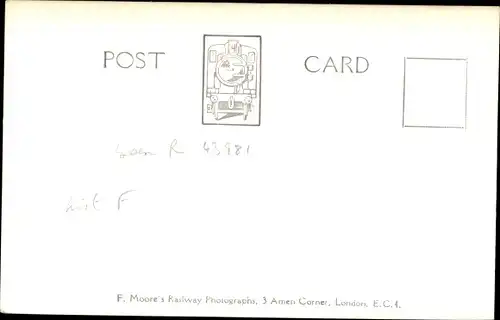 POST CARD
R 43981
F
F. Moore's Railway Photographs, 3 Amen Corner, London, E.C.4.